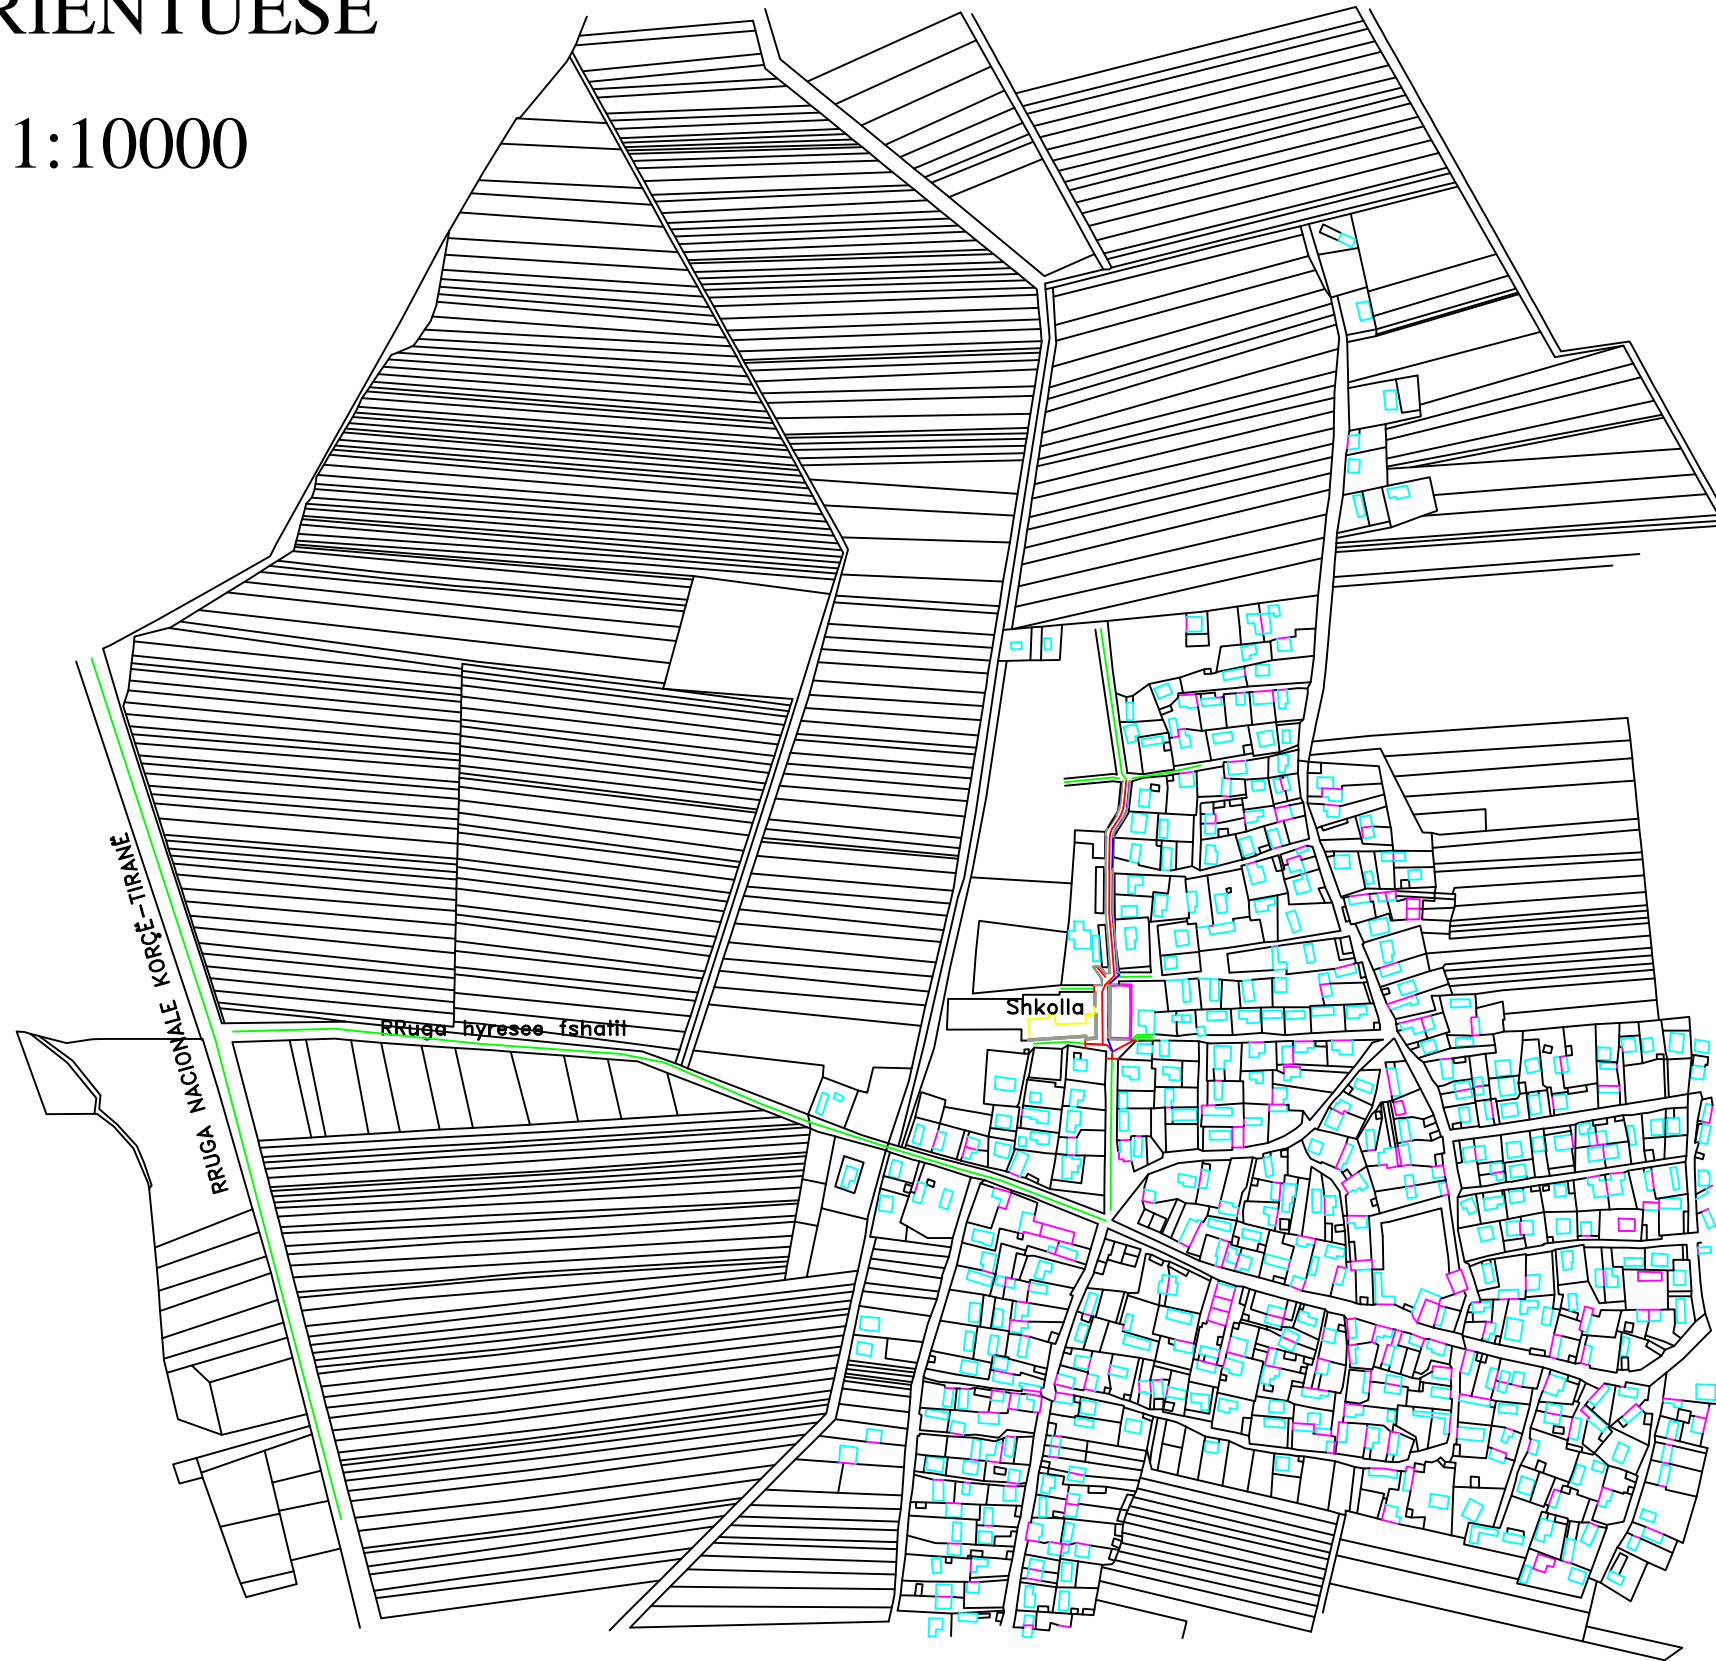 RIENTUESE
1:10000
RRUGA NACIONALE KORÇË-TIRANË
RRuga hyresee fshatit
Shkolla